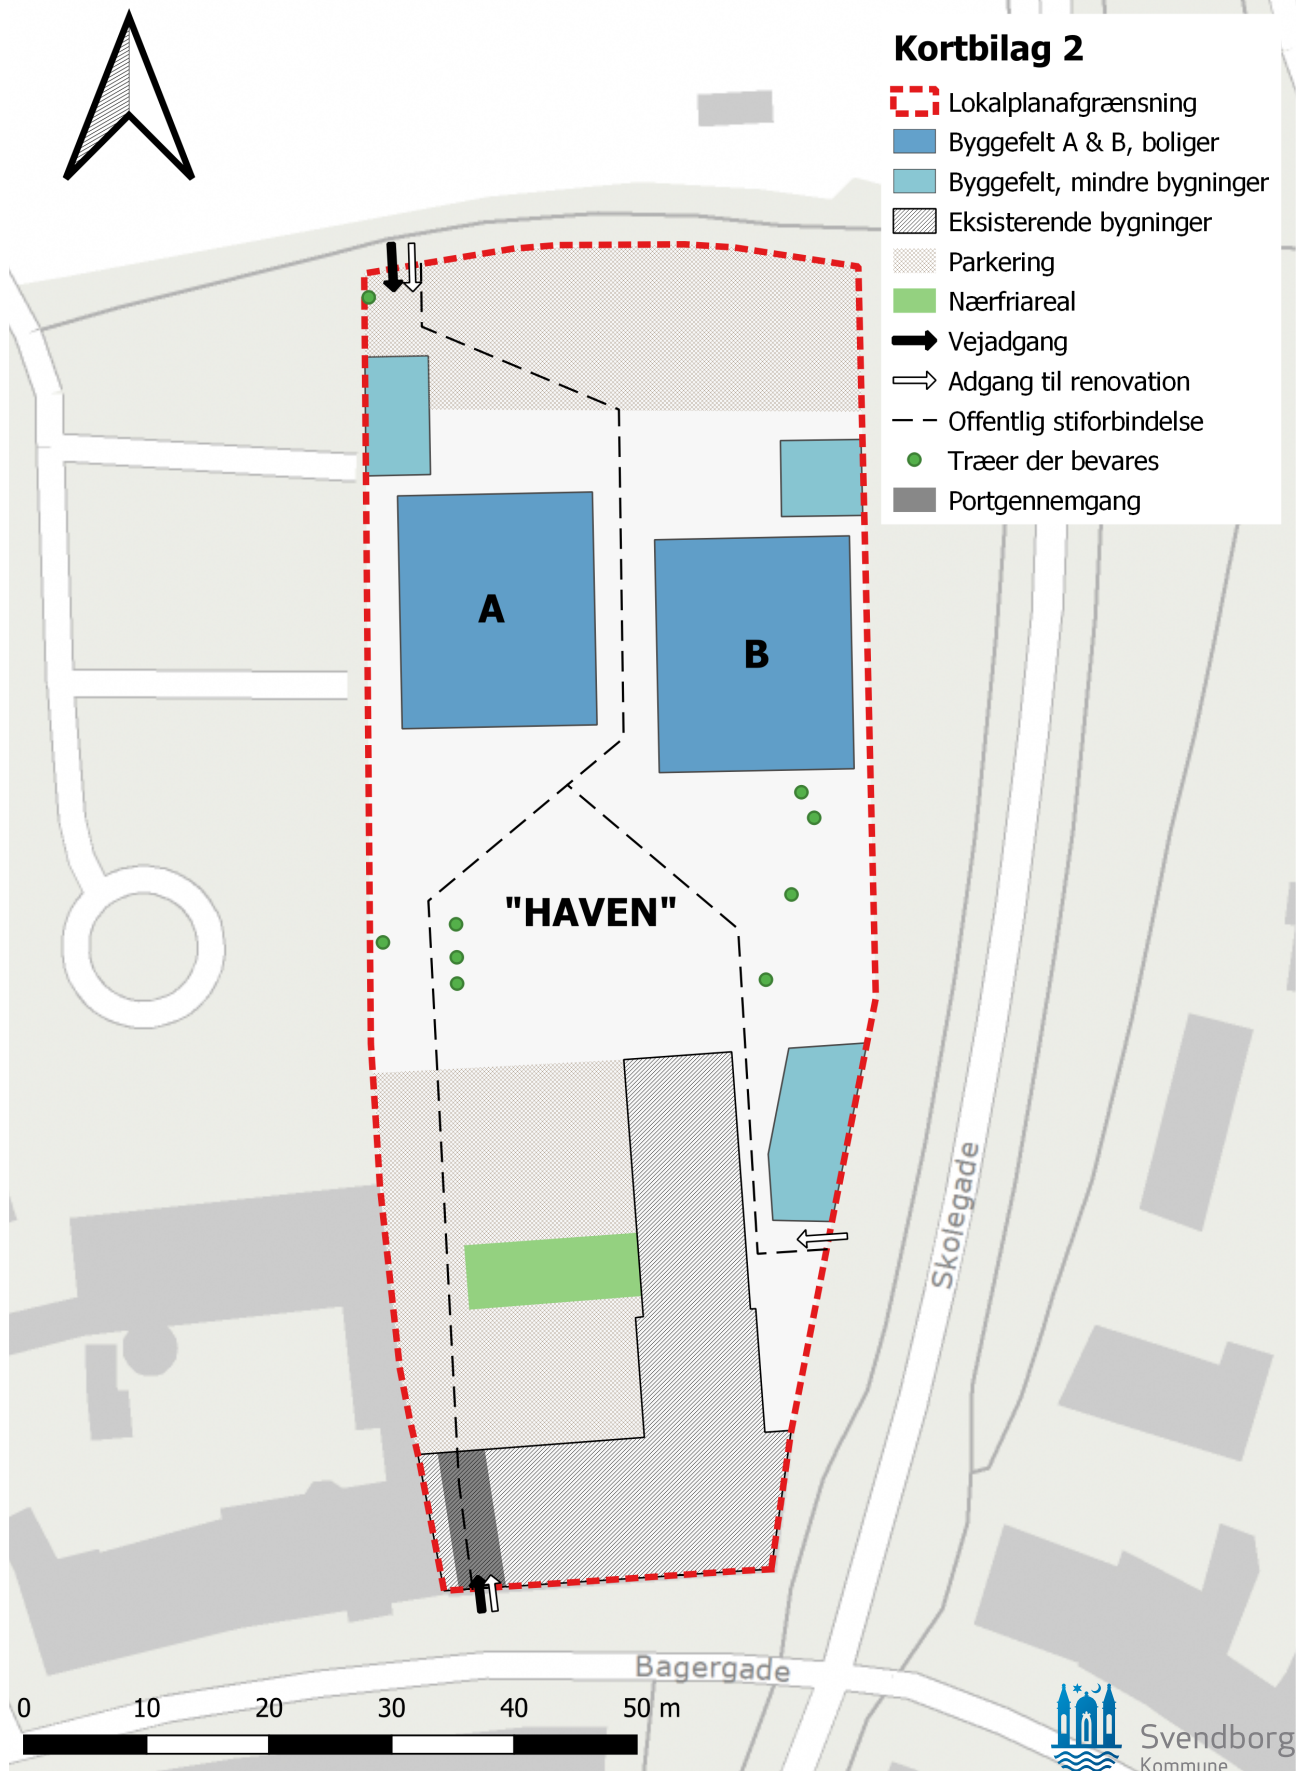 Kortbilag 2
Lokalplanafgrænsning
Byggefelt A & B, boliger
Byggefelt, mindre bygninger
Eksisterende bygninger
Parkering
Nærfriareal
Vejadgang
Adgang til renovation
Offentlig stiforbindelse
Træer der bevares
Portgennemgang
A
B
"HAVEN"
Skolegade
Bagergade
0 10 20 30 40 50 m
Svendborg
Kommune